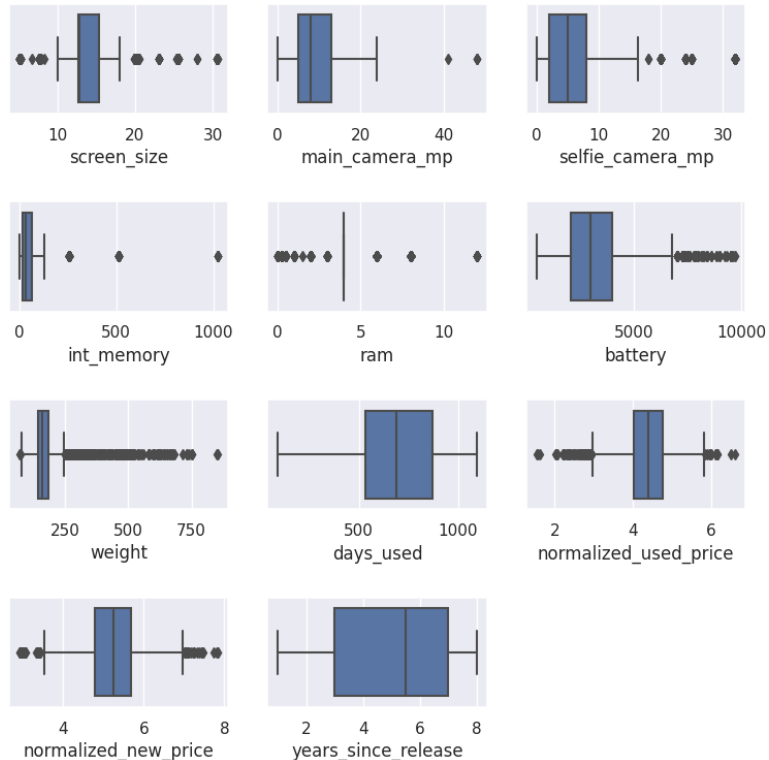 10 20 30
screen_size
0 20 40
main_camera_mp
0 10 20 30
selfie_camera_mp
0 500 1000
int_memory
0 5 10
ram
5000 10000
battery
250 500 750
weight
500 1000
days_used
2 4 6
normalized_used_price
4 6 8
normalized_new_price
2 4 6 8
years_since_release